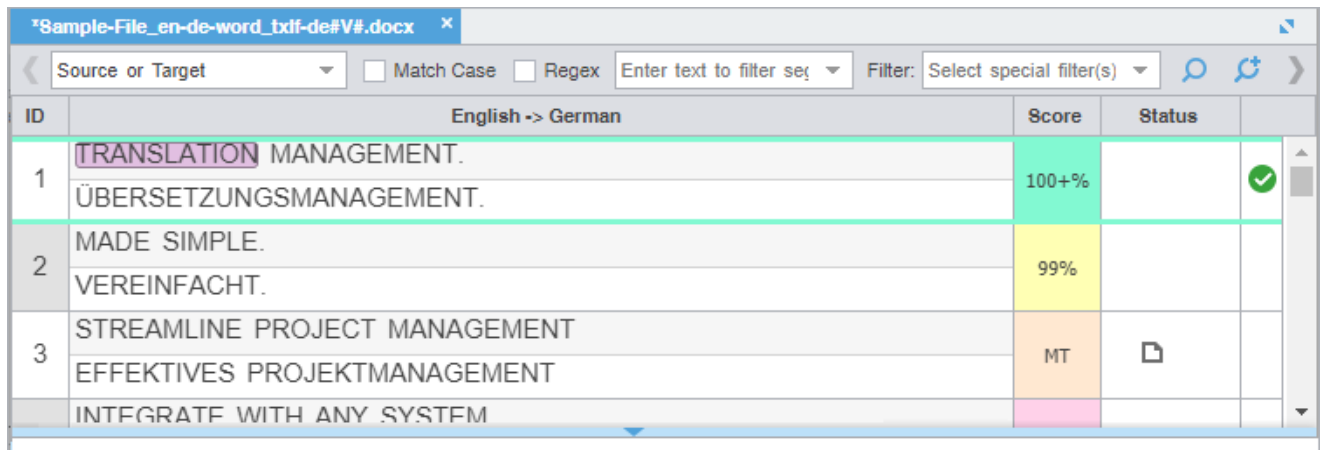 *Sample-File_en-de-word_txlf-de#V#.docx ×
Source or Target Match Case Regex Enter text to filter seg Filter: Select special filter(s)
ID English -> German Score Status
1 TRANSLATION MANAGEMENT. 100+%
ÜBERSETZUNGSMANAGEMENT.
2 MADE SIMPLE. 99%
VEREINFACHT.
3 STREAMLINE PROJECT MANAGEMENT MT
EFFEKTIVES PROJEKTMANAGEMENT
INTEGRATE WITH ANY SYSTEM